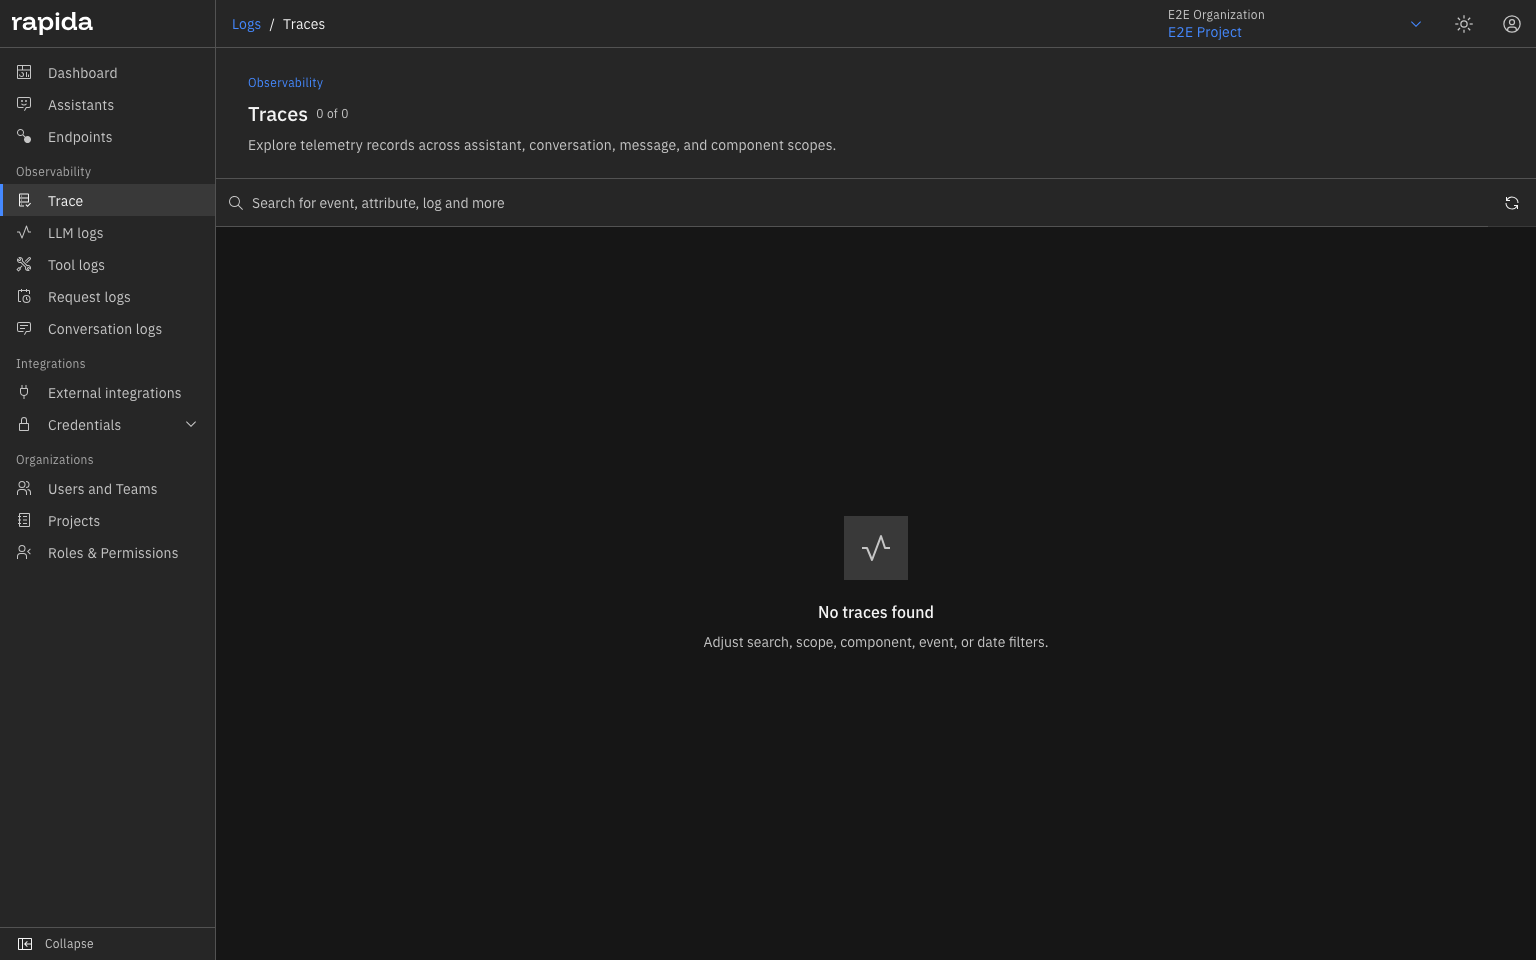 rapida
Logs / Traces
E2E Organization
E2E Project
Dashboard
Assistants
Endpoints
Observability
Trace
LLM logs
Tool logs
Request logs
Conversation logs
Integrations
External integrations
Credentials
Organizations
Users and Teams
Projects
Roles & Permissions
Collapse
Observability
Traces 0 of 0
Explore telemetry records across assistant, conversation, message, and component scopes.
Search for event, attribute, log and more
No traces found
Adjust search, scope, component, event, or date filters.